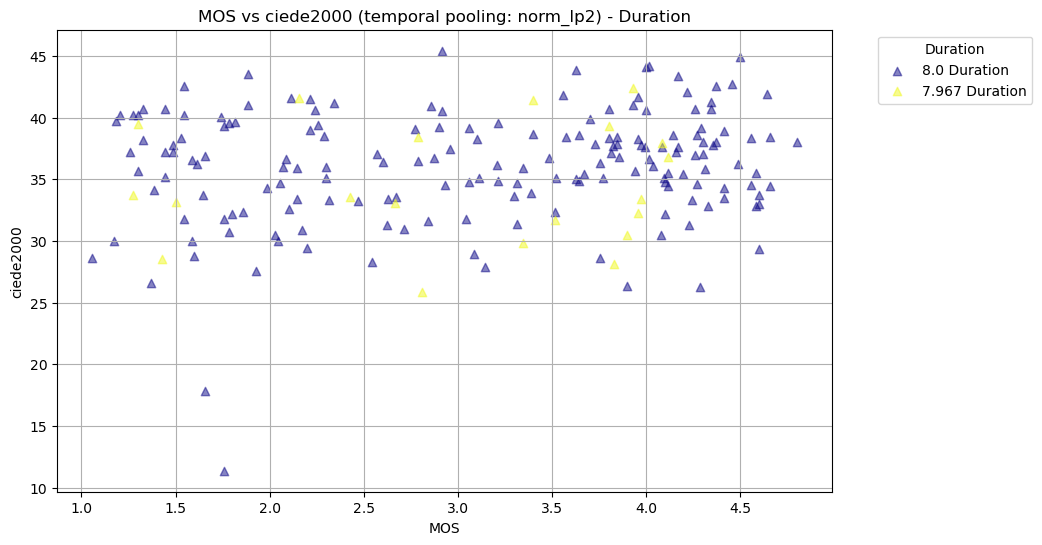 MOS vs ciede2000 (temporal pooling: norm_lp2) - Duration
ciede2000
45
40
35
30
25
20
15
10
1.0 1.5 2.0 2.5 3.0 3.5 4.0 4.5
MOS
Duration
8.0 Duration
7.967 Duration